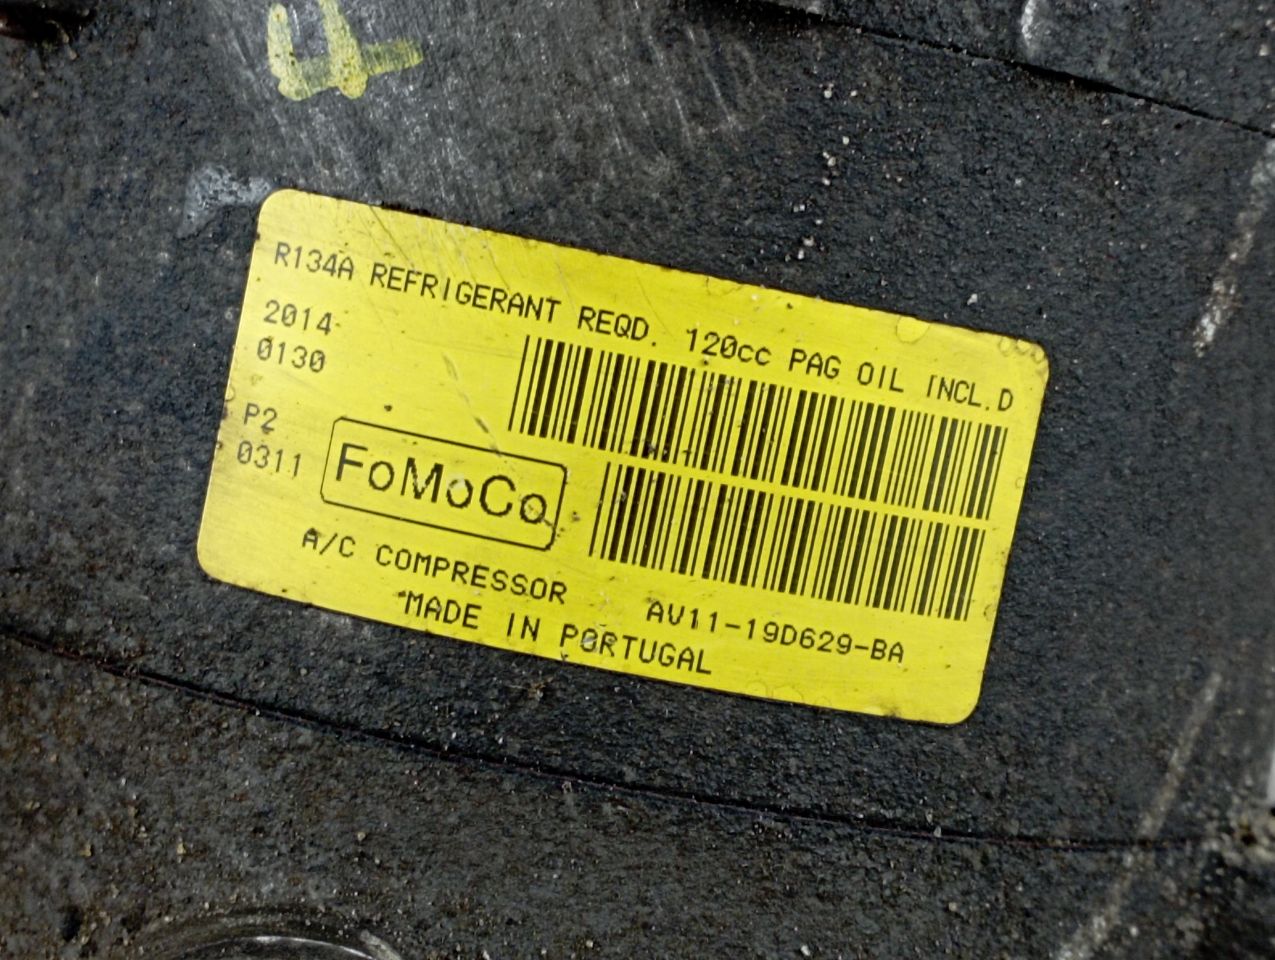 R134A REFRIGERANT REQD. 120cc PAG OIL INCL.D
2014
0130
P2
0311
FoMoCo
A/C COMPRESSOR
AV11-19D629-BA
MADE IN PORTUGAL